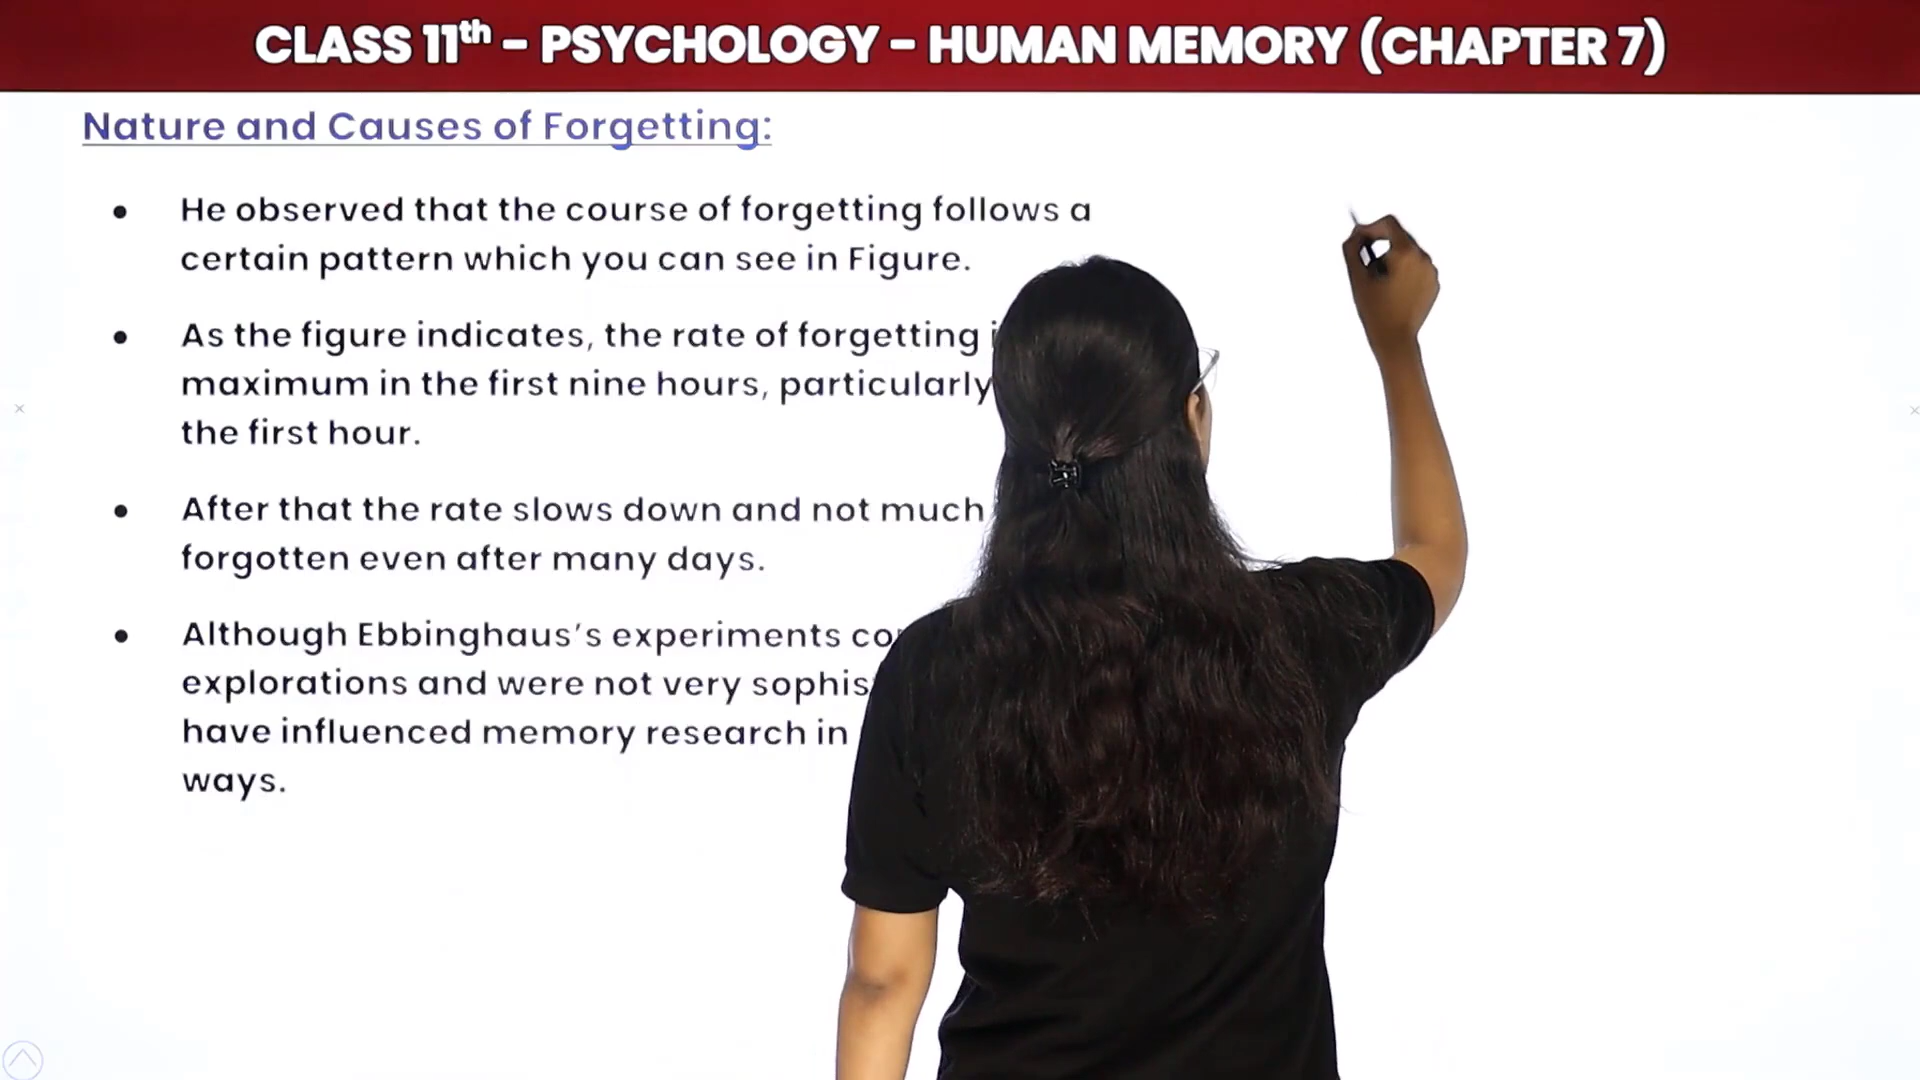 CLASS 11th - PSYCHOLOGY - HUMAN MEMORY (CHAPTER 7)
Nature and Causes of Forgetting:
• He observed that the course of forgetting follows a
certain pattern which you can see in Figure.
• As the figure indicates, the rate of forgetting
maximum in the first nine hours, particularly
the first hour.
• After that the rate slows down and not much
forgotten even after many days.
• Although Ebbinghaus's experiments
explorations and were not very
have influenced memory research in
ways.